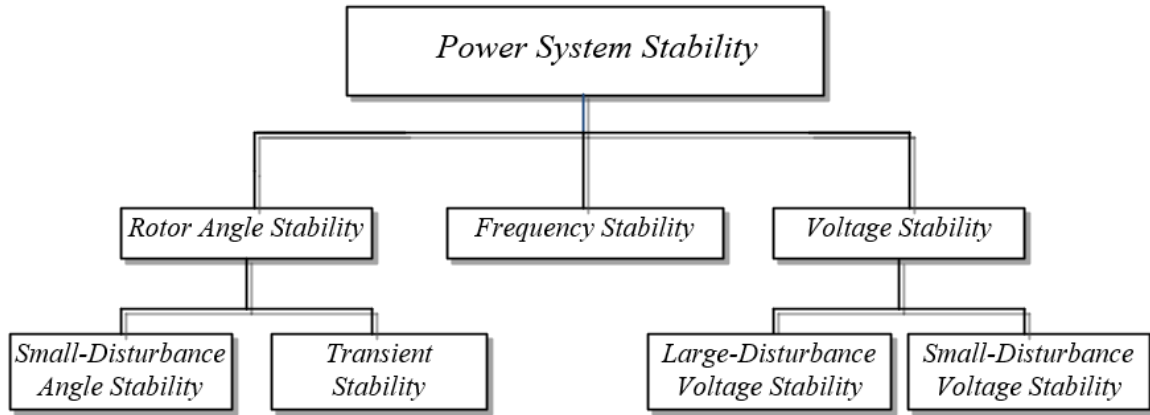 Power System Stability
Rotor Angle Stability
Frequency Stability
Voltage Stability
Small-Disturbance
Angle Stability
Transient
Stability
Large-Disturbance
Voltage Stability
Small-Disturbance
Voltage Stability